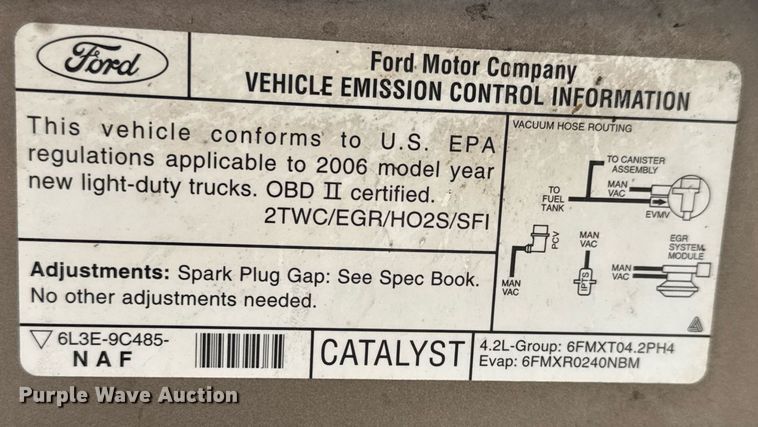 Ford
Ford Motor Company
VEHICLE EMISSION CONTROL INFORMATION
This vehicle conforms to U.S. EPA
regulations applicable to 2006 model year
new light-duty trucks. OBD II certified.
2TWC/EGR/HO2S/SFI
Adjustments: Spark Plug Gap: See Spec Book.
No other adjustments needed.
VACUUM HOSE ROUTING
TO CANISTER
ASSEMBLY
TO
FUEL
TANK
MAN
VAC
EVMV
PCV
MAN
VAC
MAN
VAC
IPTS
EGR
SYSTEM
MODULE
MAN
VAC
6L3E-9C485-
NAF
CATALYST
4.2L-Group: 6FMXT04.2PH4
Evap: 6FMXR0240NBM
Purple Wave Auction